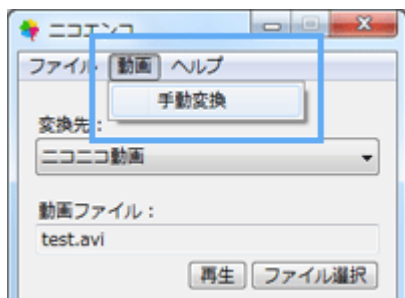 ニコエンコ
ファイル 動画 ヘルプ
手動変換
変換先：
ニコニコ動画
動画ファイル：
test.avi
再生 ファイル選択